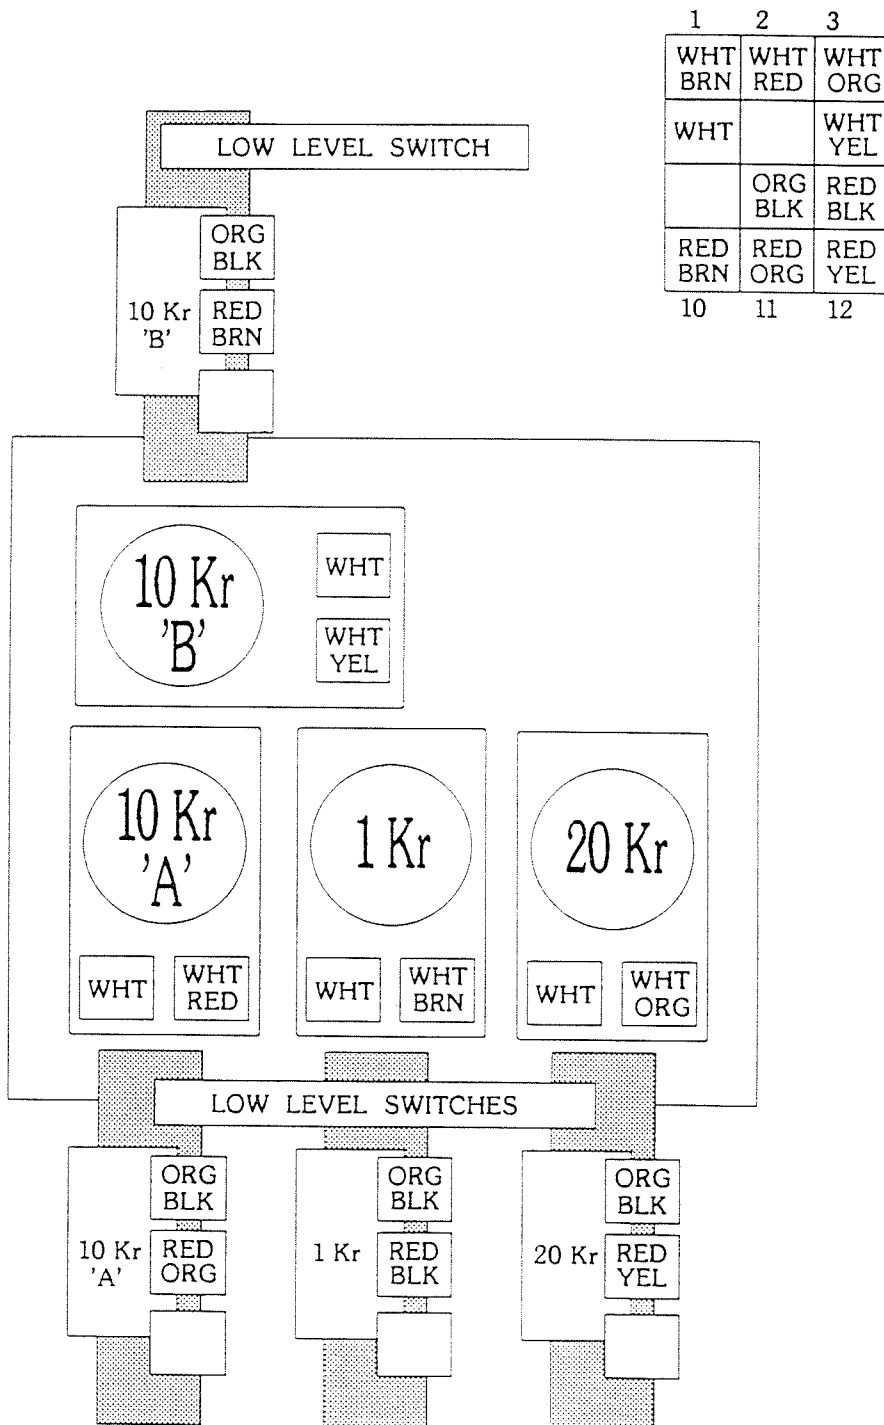 1 2 3
WHT WHT WHT
BRN RED ORG
WHT WHT
YEL
ORG RED
BLK BLK
RED RED RED
BRN ORG YEL
10 11 12
LOW LEVEL SWITCH
ORG
BLK
10 Kr
'B'
RED
BRN
10 Kr
'B'
WHT
WHT
YEL
10 Kr
'A'
WHT
WHT
RED
1 Kr
WHT
WHT
BRN
20 Kr
WHT
WHT
ORG
LOW LEVEL SWITCHES
ORG
BLK
10 Kr
'A'
RED
ORG
ORG
BLK
1 Kr
RED
BLK
ORG
BLK
20 Kr
RED
YEL